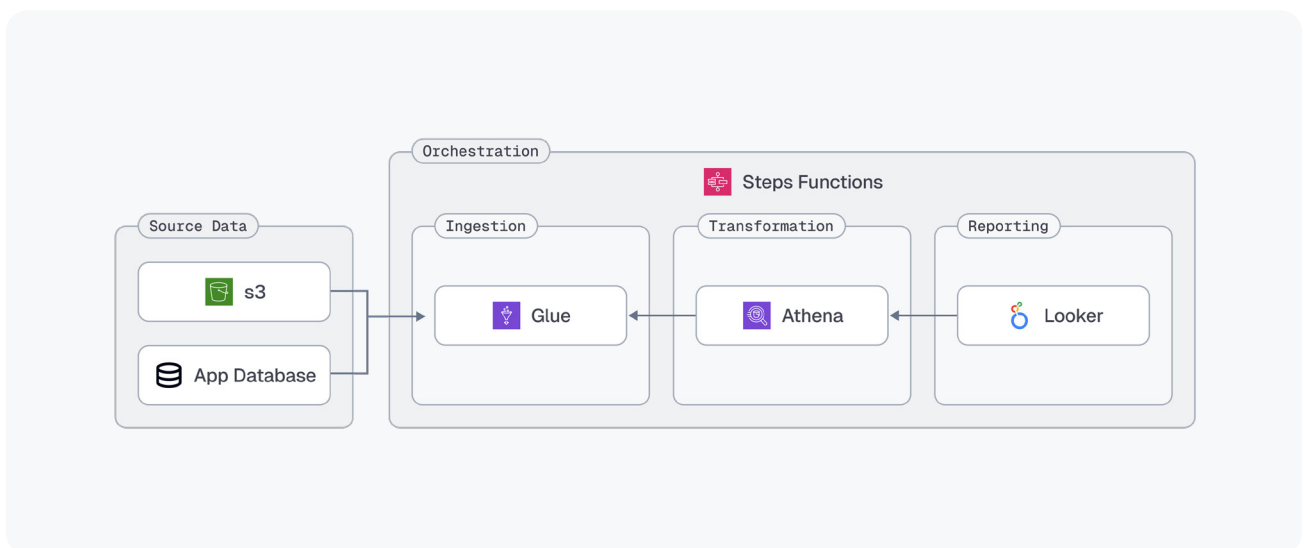 Orchestration
Steps Functions
Source Data
Ingestion
Transformation
Reporting
s3
Glue
Athena
Looker
App Database